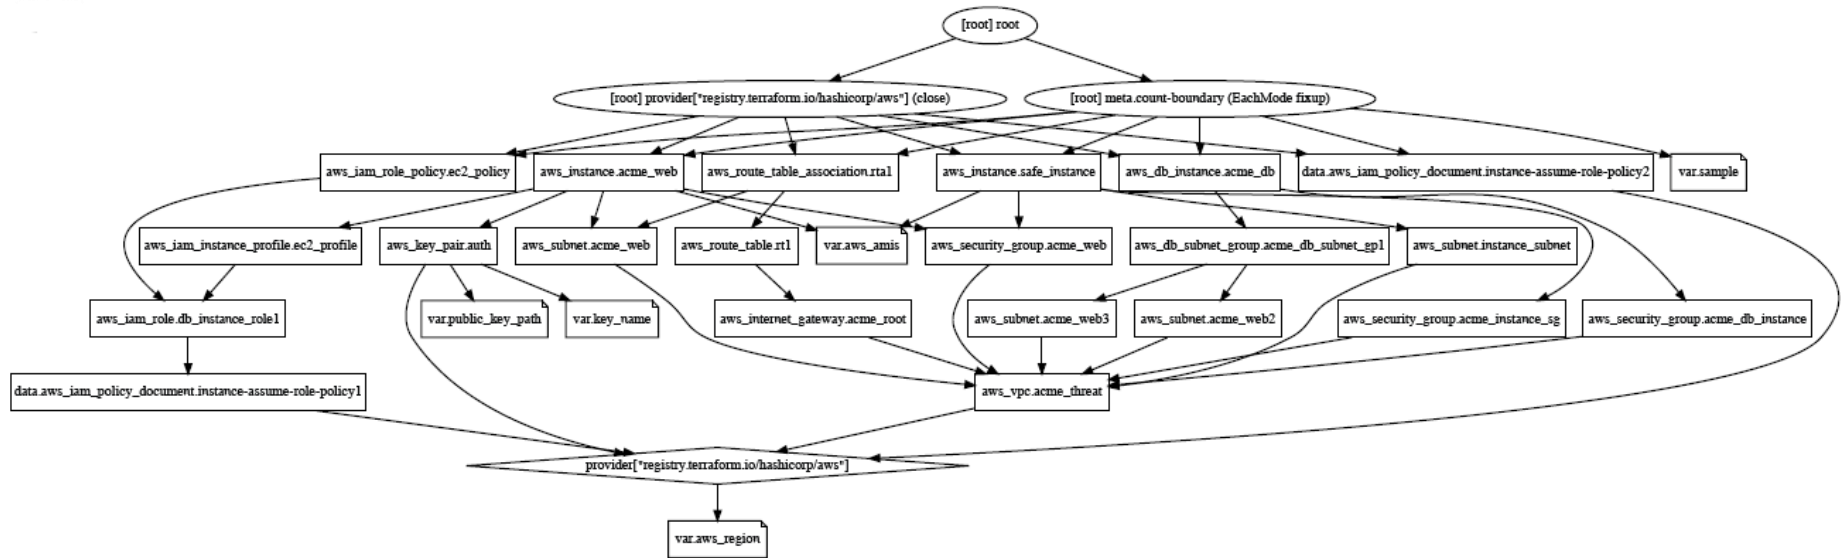 [root] root
[root] provider["registry.terraform.io/hashicorp/aws"] (close)
[root] meta.count-boundary (EachMode fixup)
aws_iam_role_policy.ec2_policy
aws_instance.acme_web
aws_route_table_association.rta1
aws_instance.safe_instance
aws_db_instance.acme_db
data.aws_iam_policy_document.instance-assume-role-policy2
var.sample
aws_iam_instance_profile.ec2_profile
aws_key_pair.auth
aws_subnet.acme_web
aws_route_table.rt1
var.aws_amis
aws_security_group.acme_web
aws_db_subnet_group.acme_db_subnet_gp1
aws_subnet.instance_subnet
aws_iam_role.db_instance_role1
var.public_key_path
var.key_name
aws_internet_gateway.acme_root
aws_subnet.acme_web3
aws_subnet.acme_web2
aws_security_group.acme_instance_sg
aws_security_group.acme_db_instance
data.aws_iam_policy_document.instance-assume-role-policy1
aws_vpc.acme_threat
provider["registry.terraform.io/hashicorp/aws"]
var.aws_region